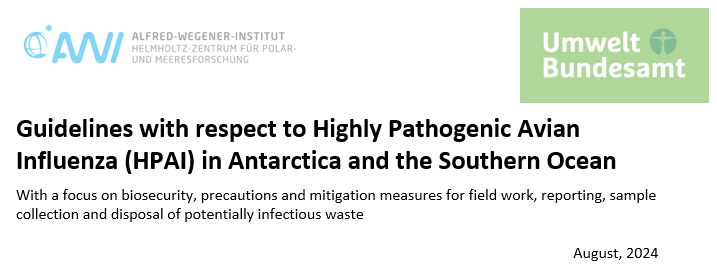 AWI
ALFRED-WEGENER-INSTITUT
HELMHOLTZ-ZENTRUM FÜR POLAR-
UND MEERESFORSCHUNG
Umwelt
Bundesamt
Guidelines with respect to Highly Pathogenic Avian
Influenza (HPAI) in Antarctica and the Southern Ocean
With a focus on biosecurity, precautions and mitigation measures for field work, reporting, sample
collection and disposal of potentially infectious waste
August, 2024